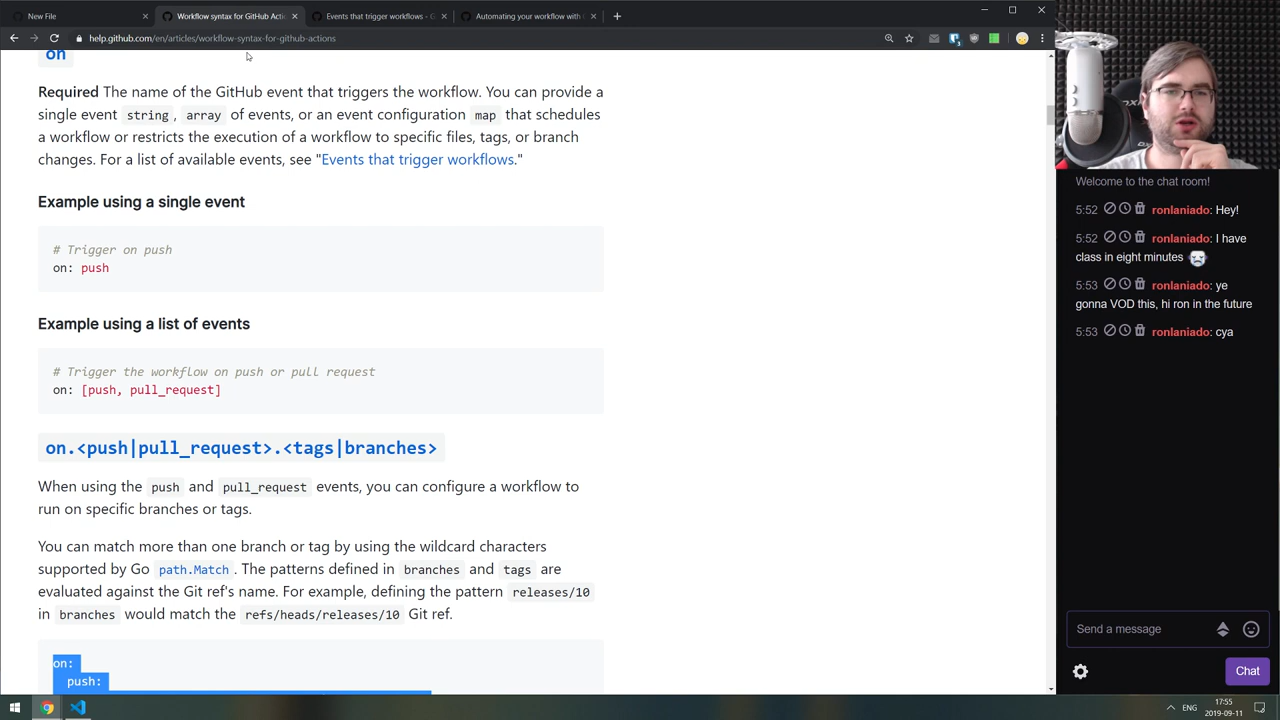 New File
Workflow syntax for GitHub Acti
Events that trigger workflows - G
Automating your workflow with
help.github.com/en/articles/workflow-syntax-for-github-actions
on
Required The name of the GitHub event that triggers the workflow. You can provide a
single event string , array of events, or an event configuration map that schedules
a workflow or restricts the execution of a workflow to specific files, tags, or branch
changes. For a list of available events, see "Events that trigger workflows."
Example using a single event
# Trigger on push
on: push
Example using a list of events
# Trigger the workflow on push or pull request
on: [push, pull_request]
on.<push|pull_request>.<tags|branches>
When using the push and pull_request events, you can configure a workflow to
run on specific branches or tags.
You can match more than one branch or tag by using the wildcard characters
supported by Go path.Match . The patterns defined in branches and tags are
evaluated against the Git ref's name. For example, defining the pattern releases/10
in branches would match the refs/heads/releases/10 Git ref.
on:
push:
Welcome to the chat room!
5:52 ronlaniado: Hey!
5:52 ronlaniado: I have
class in eight minutes
5:53 ronlaniado: ye
gonna VOD this, hi ron in the future
5:53 ronlaniado: cya
Send a message
Chat
ENG
17:55
2019-09-11